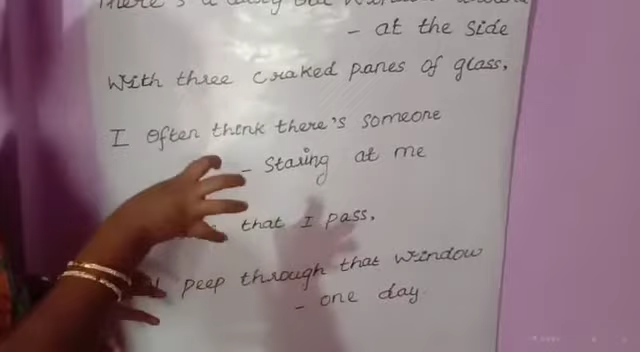 There's a
- at the side
With three craked panes of glass,
I often think there's someone
- Staring at me
that I pass,
peep through that window
- one day